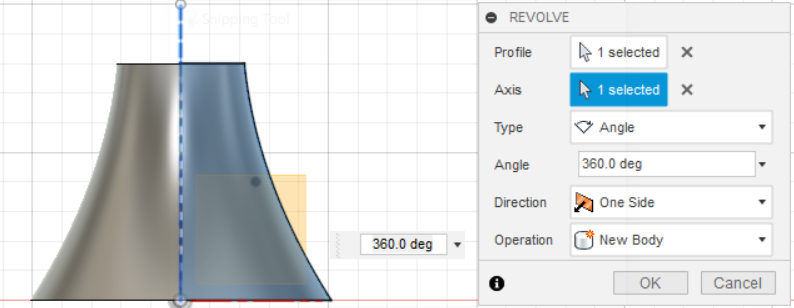 Snipping Tool
REVOLVE
Profile 1 selected
Axis 1 selected
Type Angle
Angle 360.0 deg
Direction One Side
360.0 deg
Operation New Body
OK Cancel